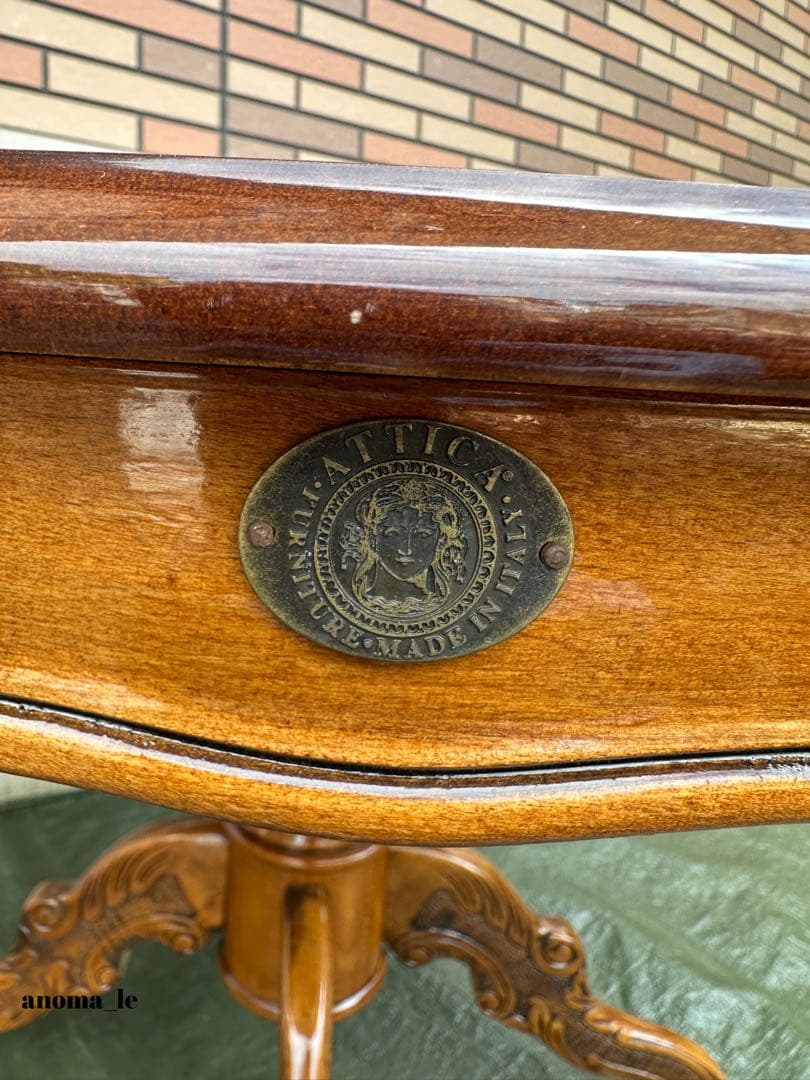 ATTICA®
FURNITURE • MADE IN ITALY
anoma_le